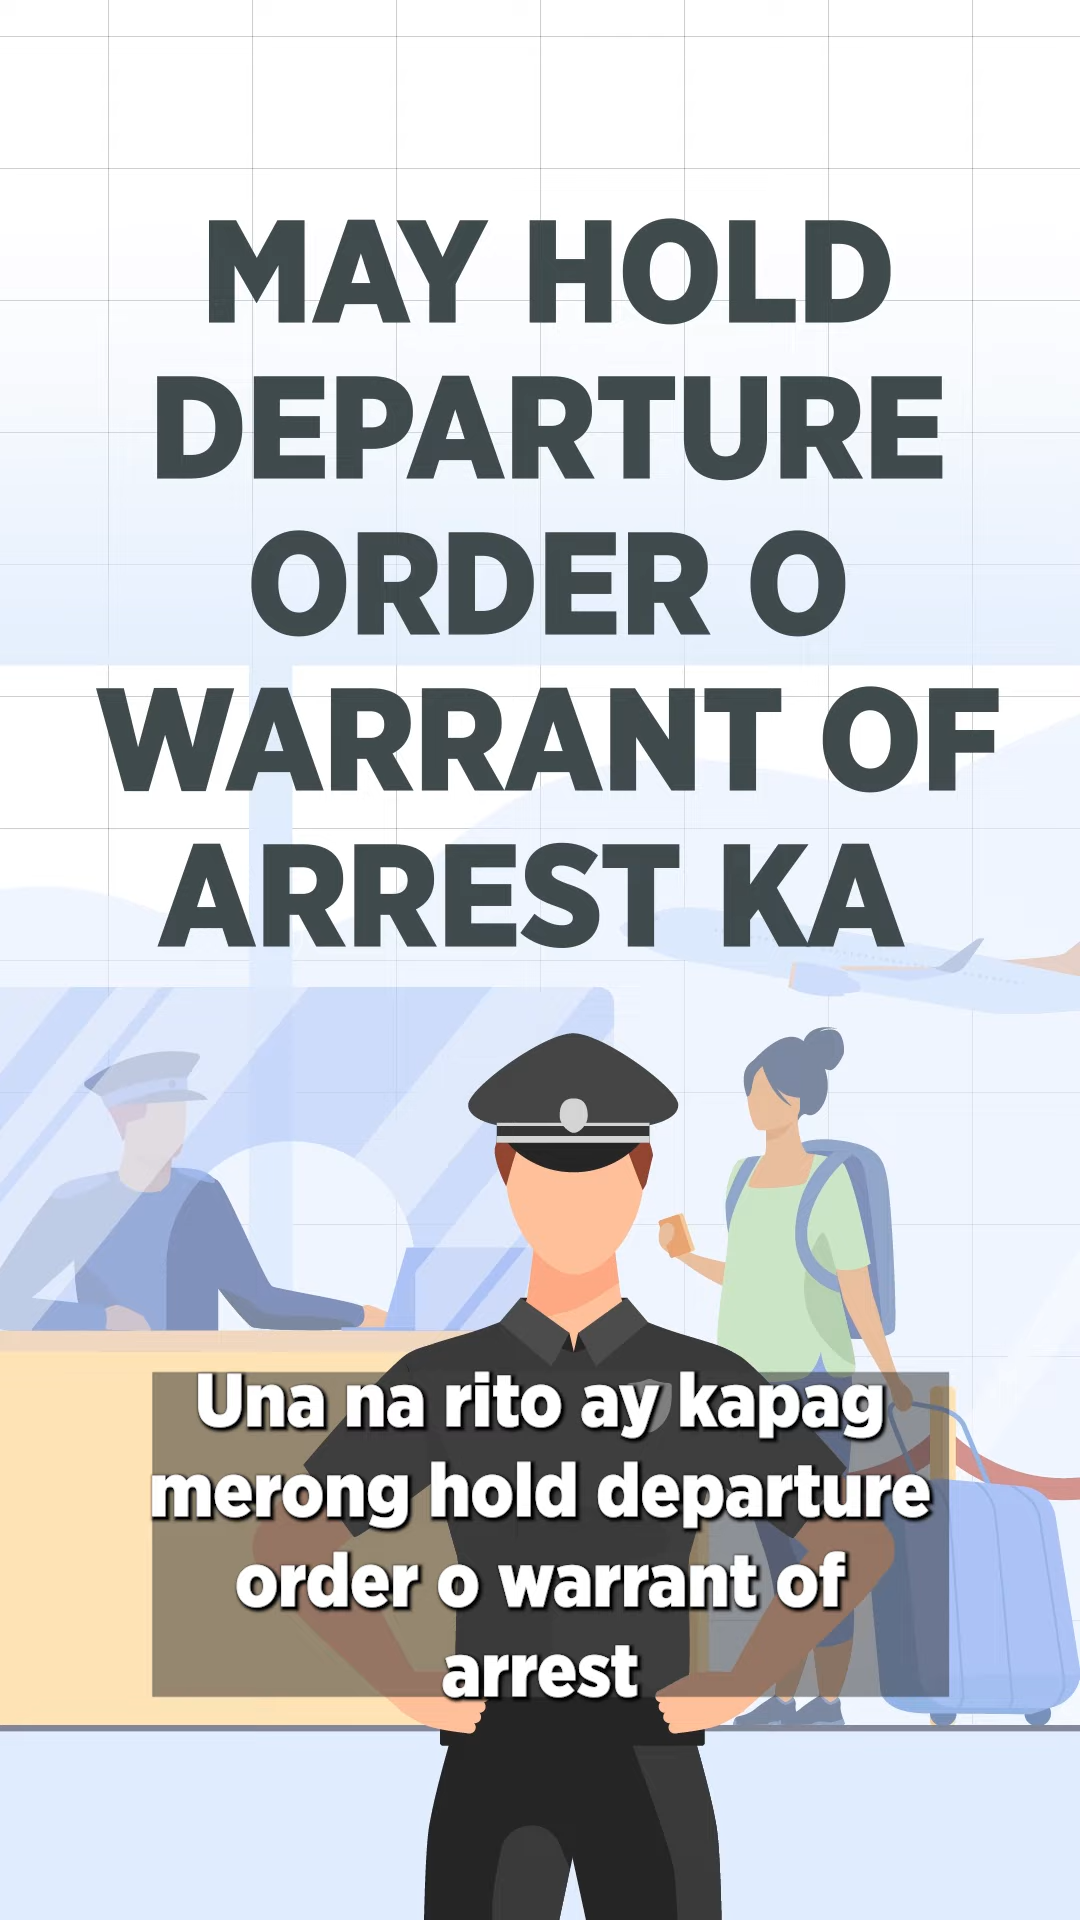 MAY HOLD
DEPARTURE
ORDER O
WARRANT OF
ARREST KA
Una na rito ay kapag
merong hold departure
order o warrant of
arrest